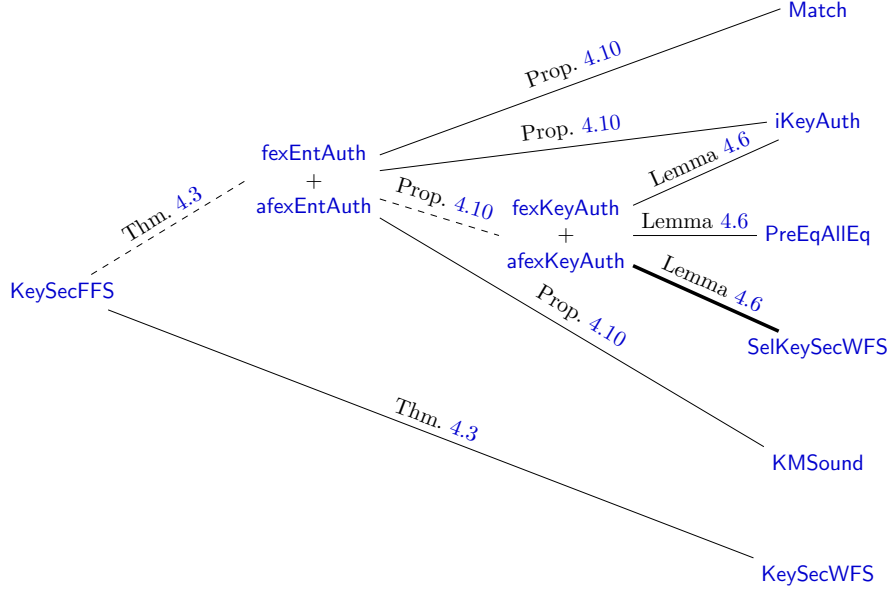 Match
Prop. 4.10
Prop. 4.10
iKeyAuth
fexEntAuth
+
afexEntAuth
Lemma 4.6
Thm. 4.3
Prop. 4.10
fexKeyAuth
+
afexKeyAuth
Lemma 4.6
PreEqAllEq
Lemma 4.6
KeySecFFS
Prop. 4.10
SelKeySecWFS
Thm. 4.3
KMSound
KeySecWFS